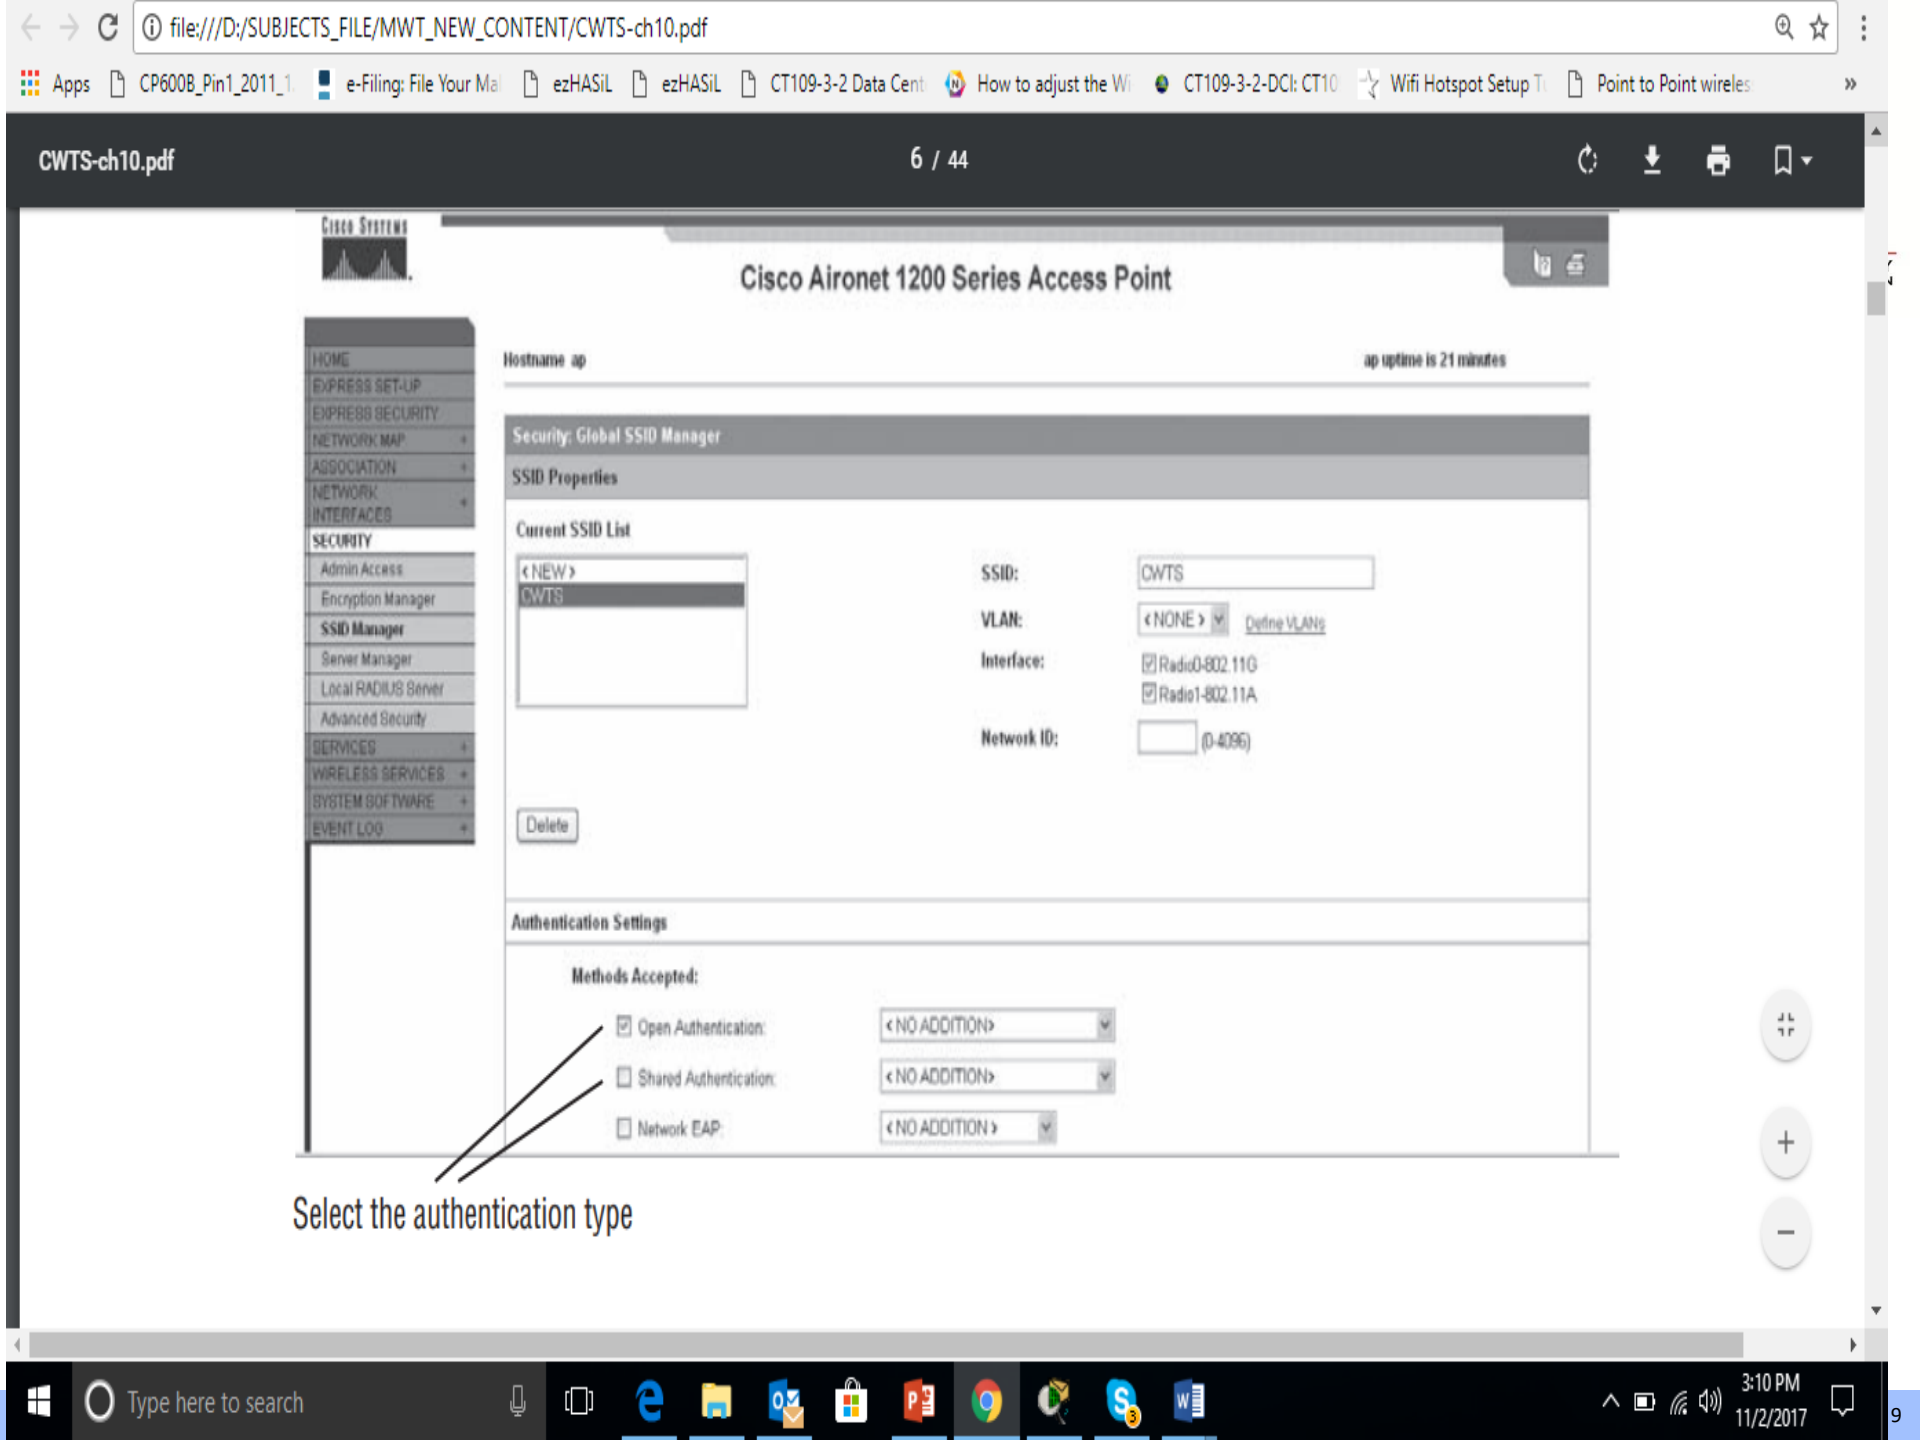 file:///D:/SUBJECTS_FILE/MWT_NEW_CONTENT/CWTS-ch10.pdf
Apps CP600B_Pin1_2011_1 e-Filing: File Your Ma ezHASiL ezHASiL CT109-3-2 Data Cent How to adjust the Wi CT109-3-2-DCI: CT10 Wifi Hotspot Setup T Point to Point wireles »
CWTS-ch10.pdf 6 / 44
CISCO SYSTEMS
Cisco Aironet 1200 Series Access Point
HOME
EXPRESS SET-UP
EXPRESS SECURITY
NETWORK MAP +
ASSOCIATION +
NETWORK
INTERFACES +
SECURITY
Admin Access
Encryption Manager
SSID Manager
Server Manager
Local RADIUS Server
Advanced Security
SERVICES +
WIRELESS SERVICES +
SYSTEM SOFTWARE +
EVENT LOG +
Hostname ap ap uptime is 21 minutes
Security: Global SSID Manager
SSID Properties
Current SSID List
< NEW >
CWTS
SSID: CWTS
VLAN: < NONE > Define VLANs
Interface: Radio0-802.11G
Radio1-802.11A
Network ID: (0-4096)
Delete
Authentication Settings
Methods Accepted:
Open Authentication: < NO ADDITION>
Shared Authentication: < NO ADDITION>
Network EAP: < NO ADDITION >
Select the authentication type
Type here to search
3
3:10 PM
11/2/2017
9